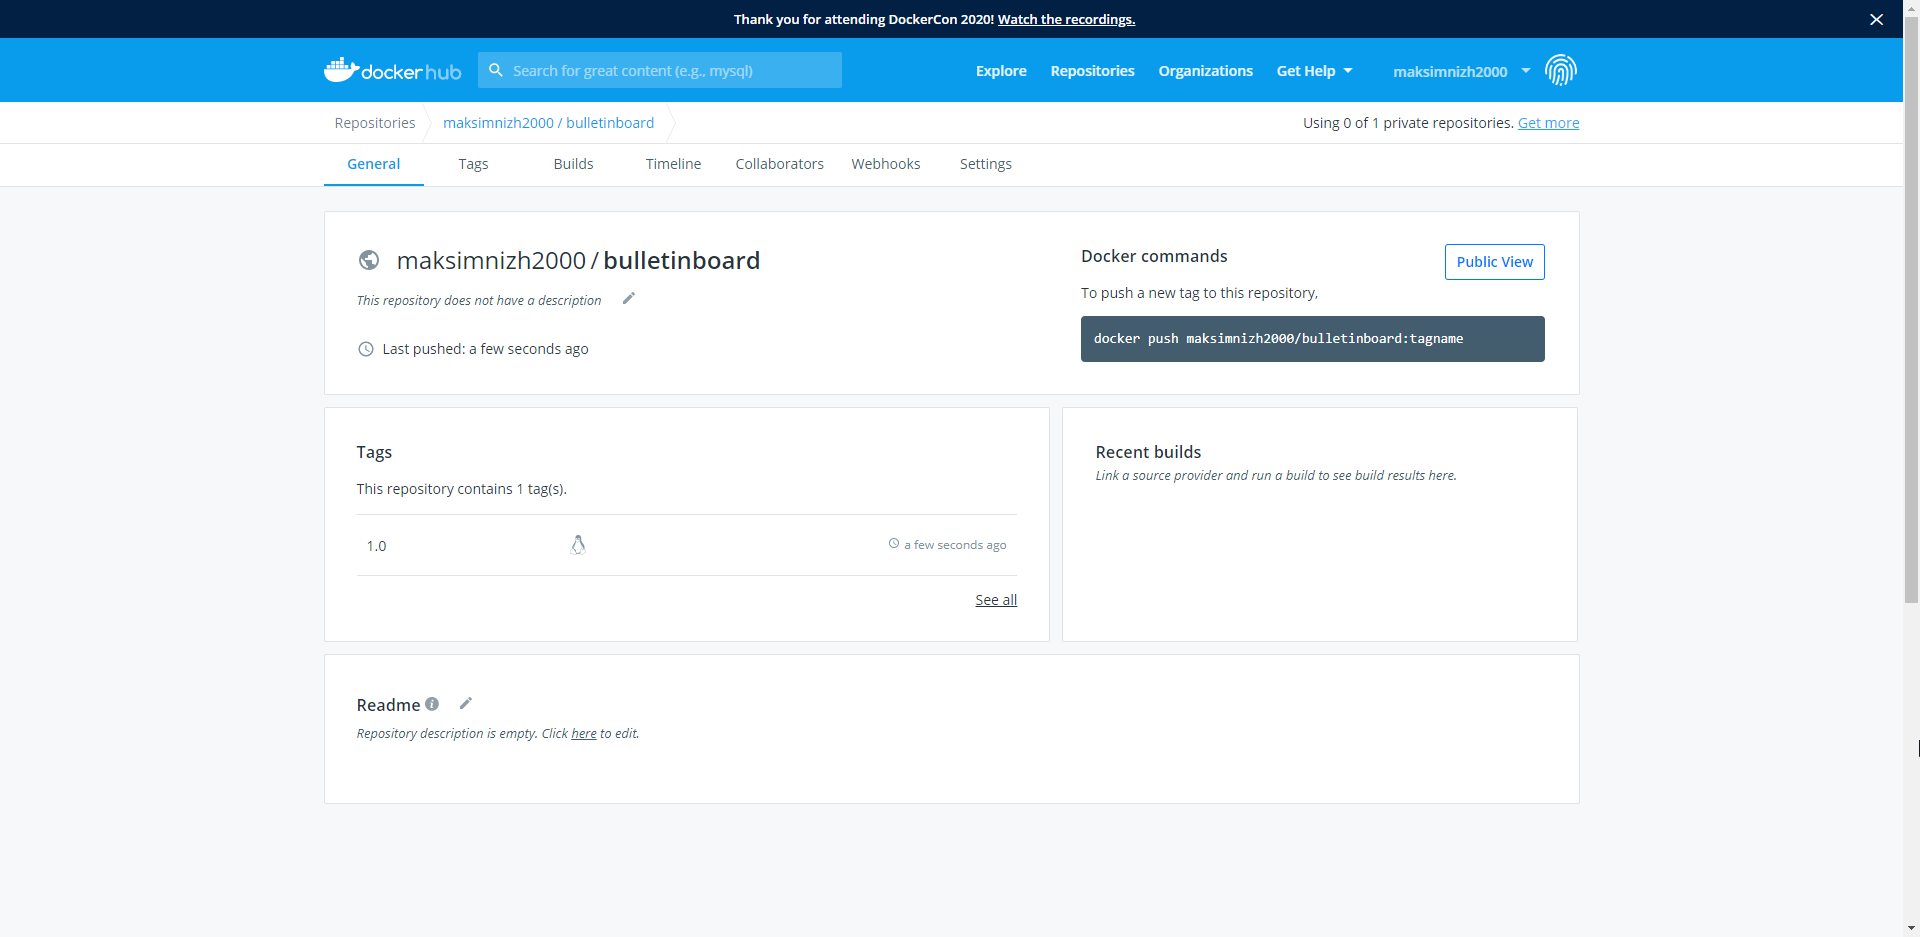 Thank you for attending DockerCon 2020! Watch the recordings.
docker hub
Search for great content (e.g., mysql)
Explore
Repositories
Organizations
Get Help
maksimnizh2000
Repositories
maksimnizh2000 / bulletinboard
Using 0 of 1 private repositories. Get more
General
Tags
Builds
Timeline
Collaborators
Webhooks
Settings
maksimnizh2000 / bulletinboard
This repository does not have a description
Last pushed: a few seconds ago
Docker commands
Public View
To push a new tag to this repository,
docker push maksimnizh2000/bulletinboard:tagname
Tags
This repository contains 1 tag(s).
1.0
a few seconds ago
See all
Recent builds
Link a source provider and run a build to see build results here.
Readme
Repository description is empty. Click here to edit.